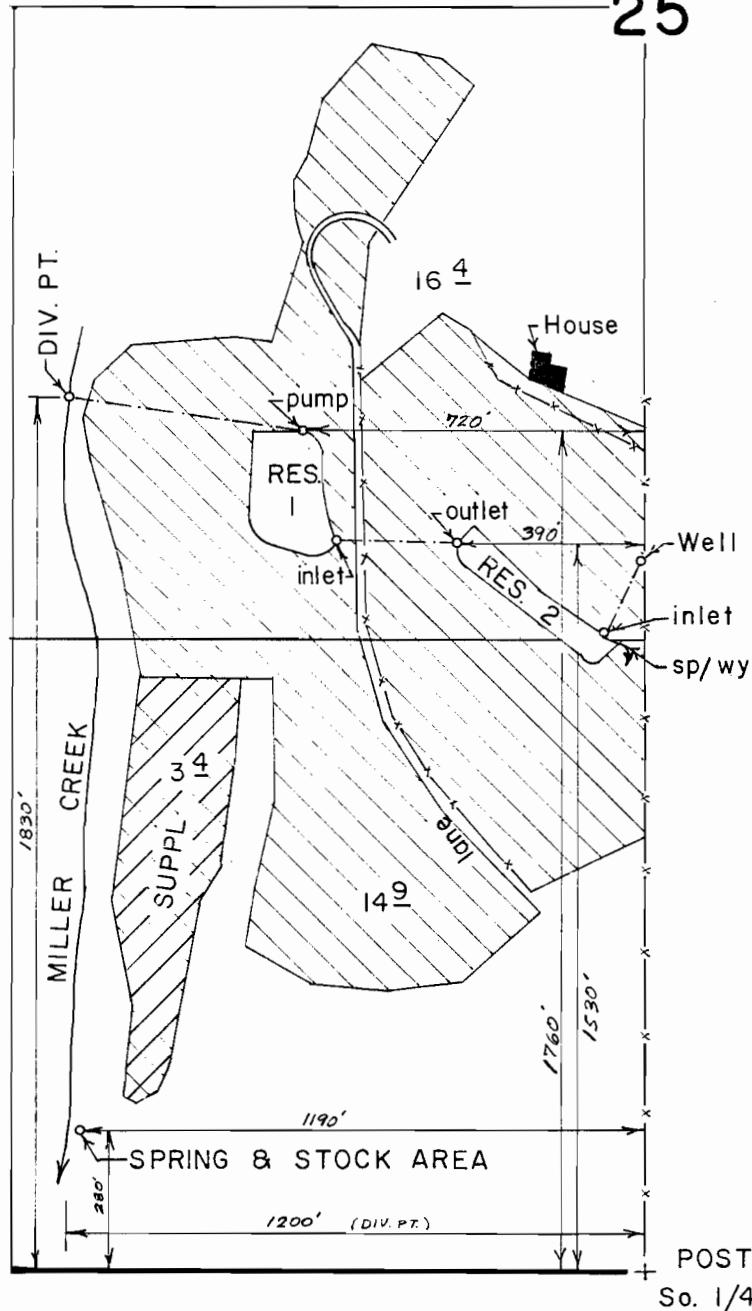 25
DIV. PT.
16 4
House
pump
720'
RES.
1
outlet
390'
Well
inlet
RES. 2
inlet
sp/wy
3 4
SUPPL
MILLER CREEK
1830'
lane
14 9
1760'
1530'
1190'
SPRING & STOCK AREA
280'
1200' (DIV. PT.)
POST
So. 1/4